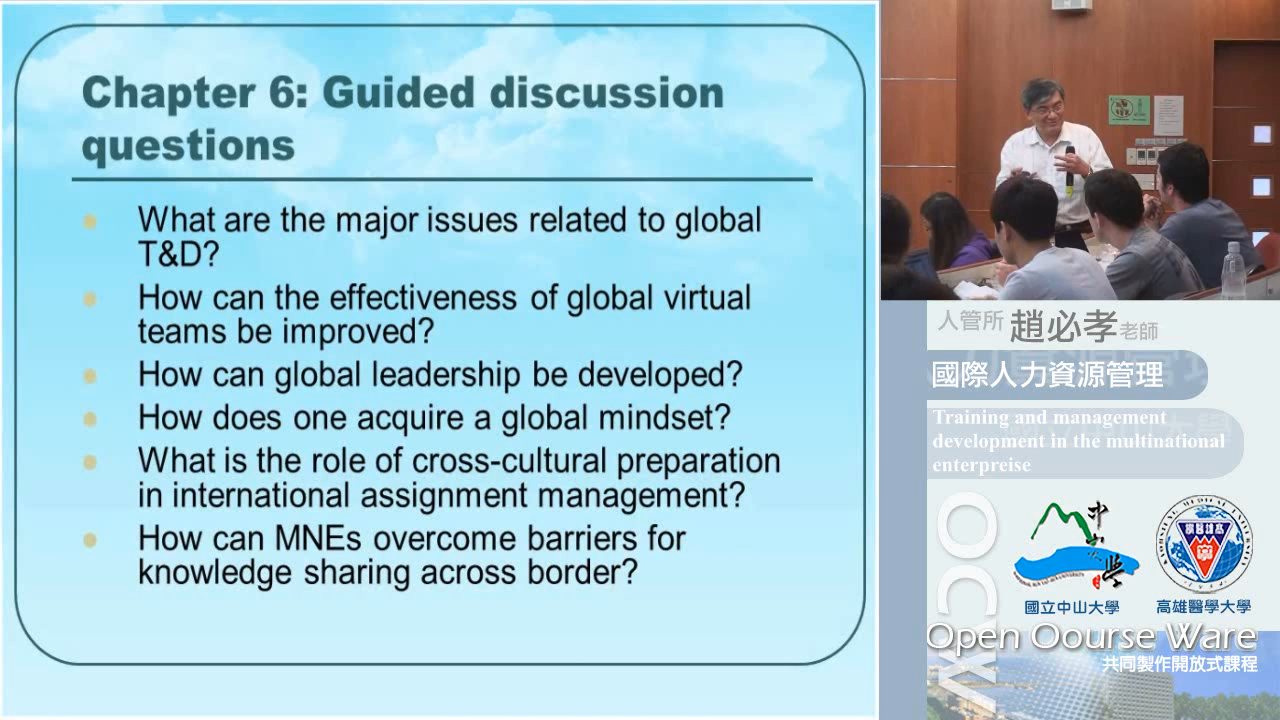 Chapter 6: Guided discussion
questions
What are the major issues related to global
T&D?
How can the effectiveness of global virtual
teams be improved?
How can global leadership be developed?
How does one acquire a global mindset?
What is the role of cross-cultural preparation
in international assignment management?
How can MNEs overcome barriers for
knowledge sharing across border?
人管所 趙必孝老師
國際人力資源管理
Training and management
development in the multinational
enterpreise
OCW
國立中山大學
高雄醫學大學
Open Oourse Ware
共同製作開放式課程